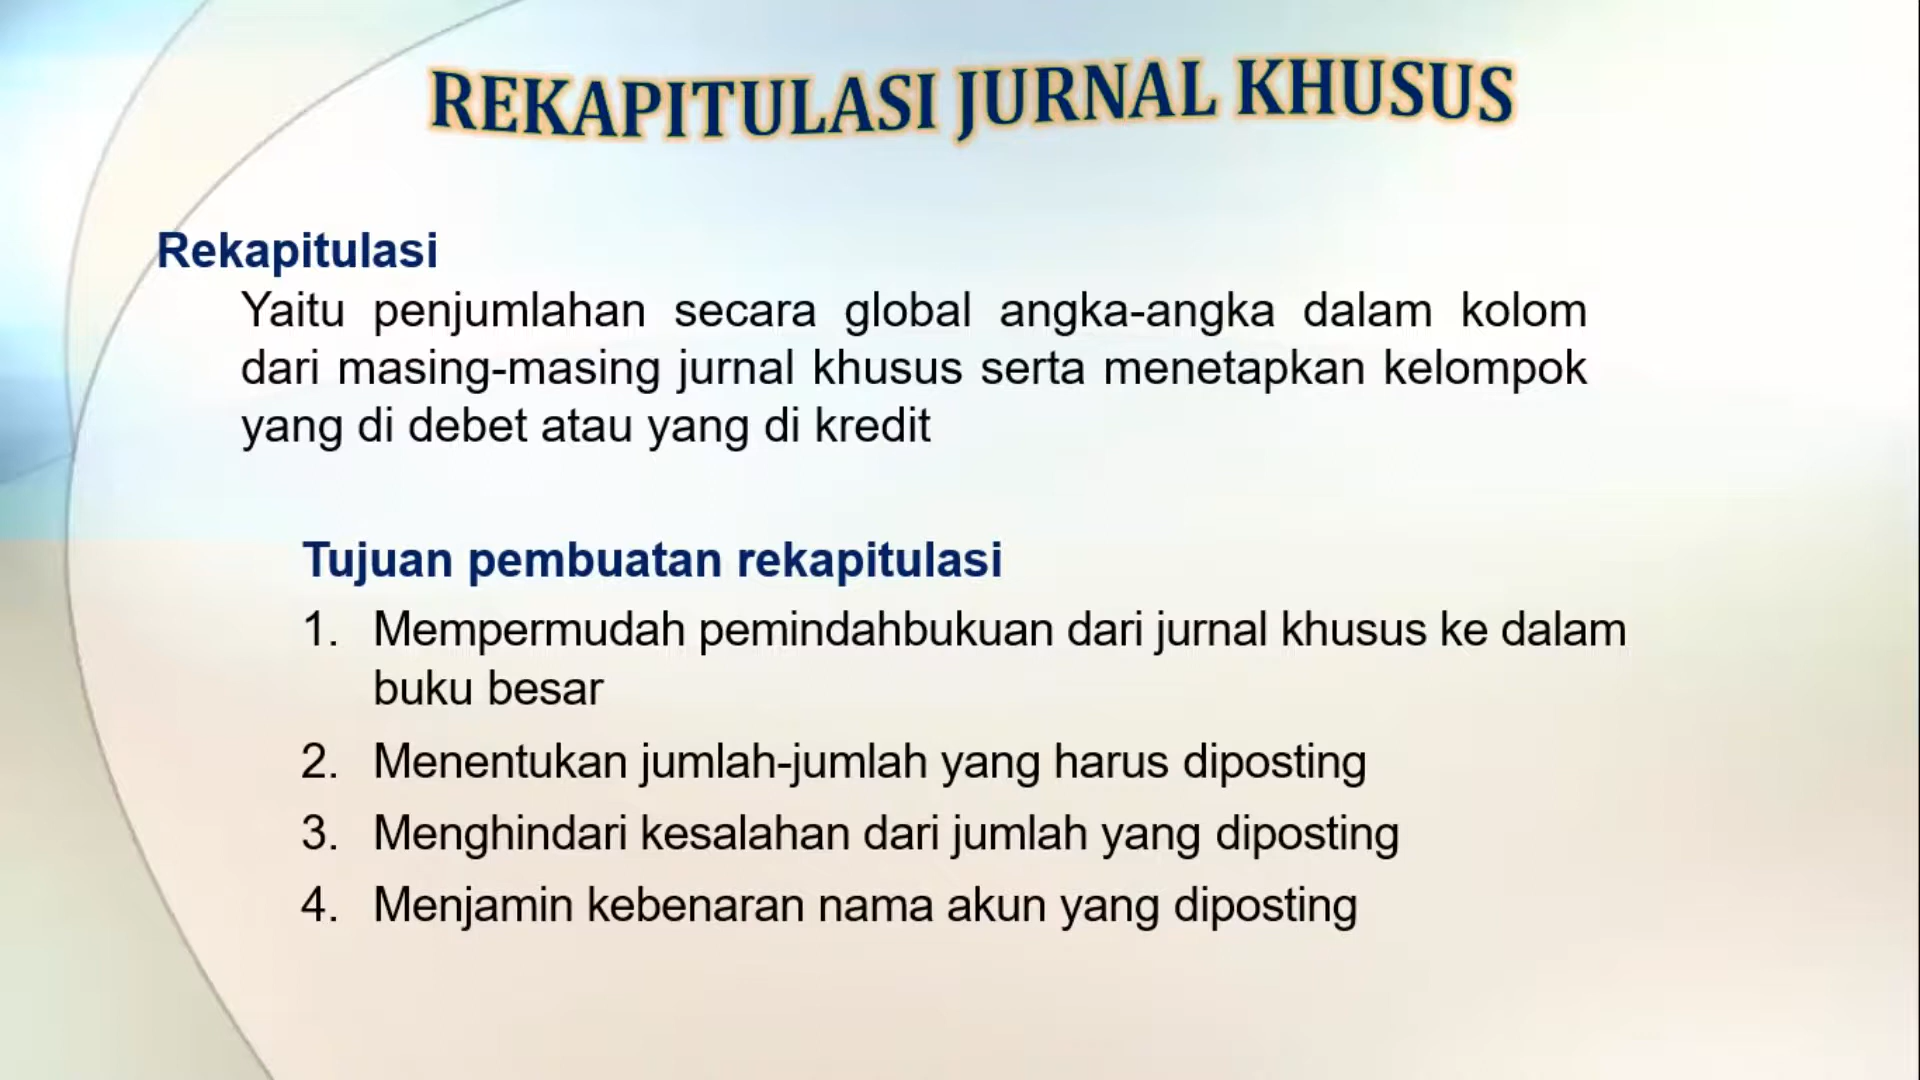 REKAPITULASI JURNAL KHUSUS
Rekapitulasi
Yaitu penjumlahan secara global angka-angka dalam kolom
dari masing-masing jurnal khusus serta menetapkan kelompok
yang di debet atau yang di kredit
Tujuan pembuatan rekapitulasi
1. Mempermudah pemindahbukuan dari jurnal khusus ke dalam
buku besar
2. Menentukan jumlah-jumlah yang harus diposting
3. Menghindari kesalahan dari jumlah yang diposting
4. Menjamin kebenaran nama akun yang diposting